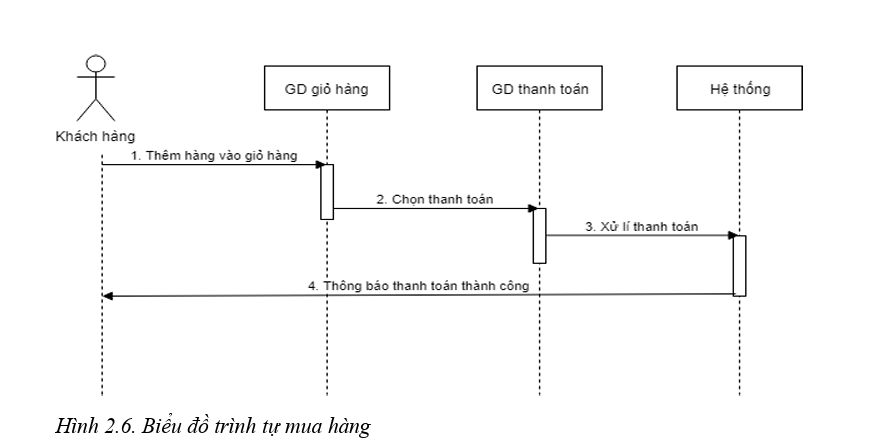 GD giỏ hàng
GD thanh toán
Hệ thống
Khách hàng
1. Thêm hàng vào giỏ hàng
2. Chọn thanh toán
3. Xử lí thanh toán
4. Thông báo thanh toán thành công
Hình 2.6. Biểu đồ trình tự mua hàng